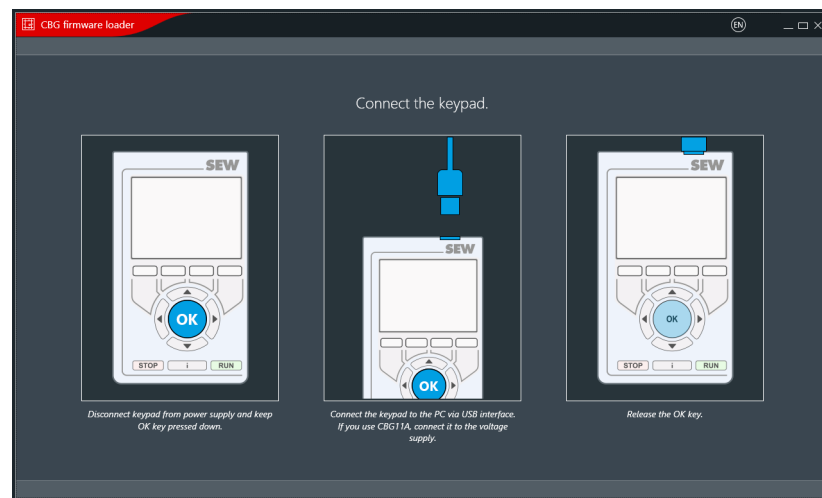 CBG firmware loader
EN
Connect the keypad.
SEW
OK
STOP
i
RUN
Disconnect keypad from power supply and keep
OK key pressed down.
SEW
OK
Connect the keypad to the PC via USB interface.
If you use CBG11A, connect it to the voltage
supply.
SEW
OK
STOP
i
RUN
Release the OK key.